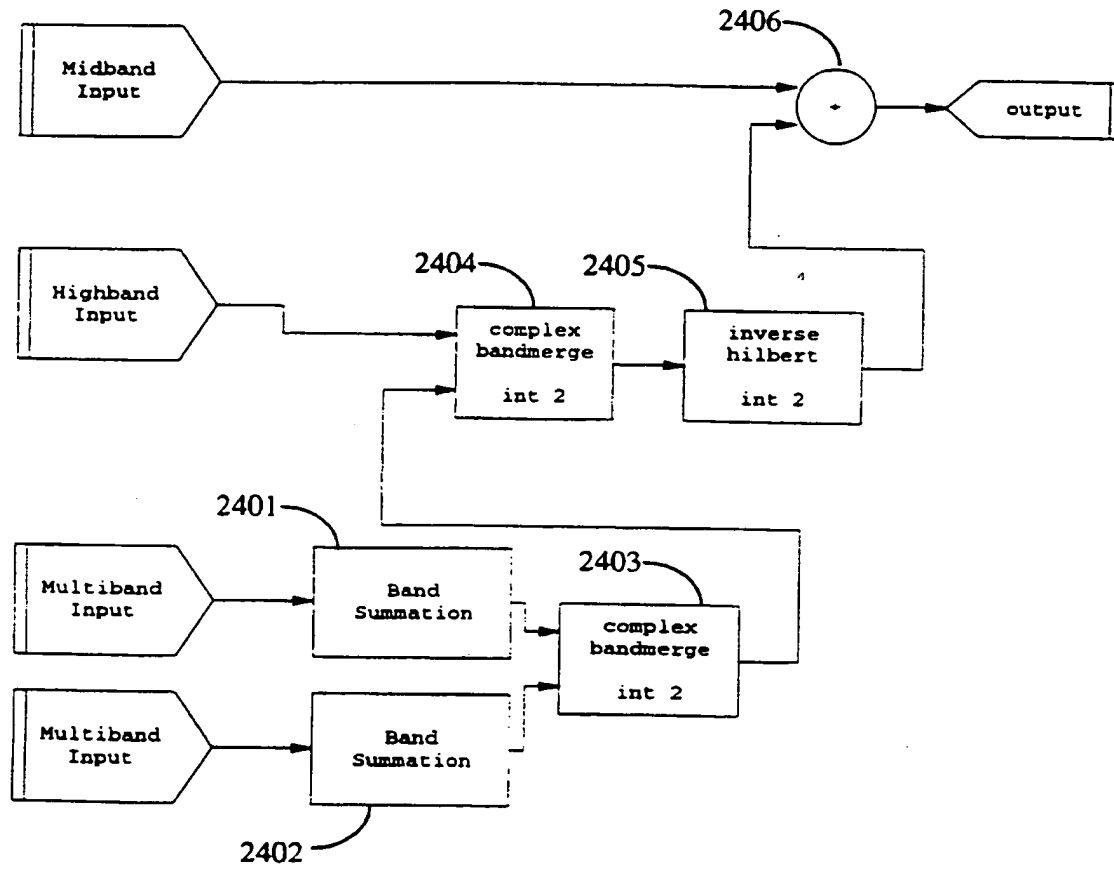 2406
Midband
Input
+
output
2404
2405
Highband
Input
complex
bandmerge
int 2
inverse
hilbert
int 2
2401
2403
Multiband
Input
Band
Summation
complex
bandmerge
int 2
Multiband
Input
Band
Summation
2402